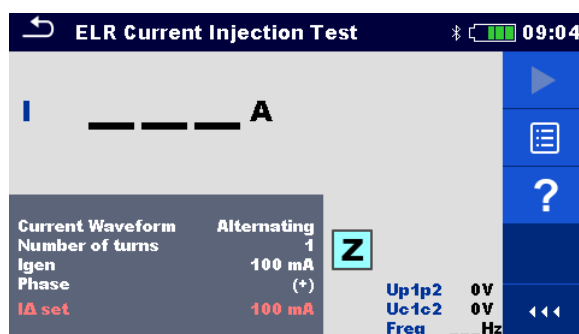 ELR Current Injection Test 09:04
I _ _ _ A
?
Current Waveform Alternating
Number of turns 1
Igen 100 mA
Phase (+)
IΔ set 100 mA
Z
Up1p2 0V
Uc1c2 0V
Freq __ Hz